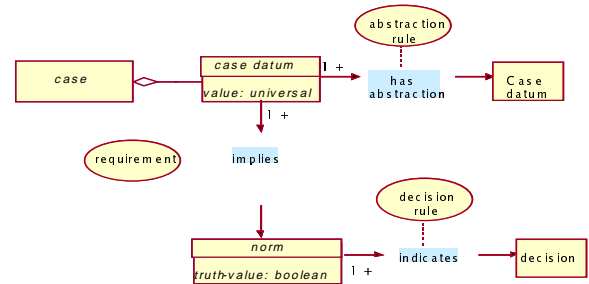 abstraction
rule
case
case datum
value: universal
1 +
has
abstraction
Case
datum
1 +
requirement
implies
decision
rule
norm
truth-value: boolean
1 +
indicates
decision